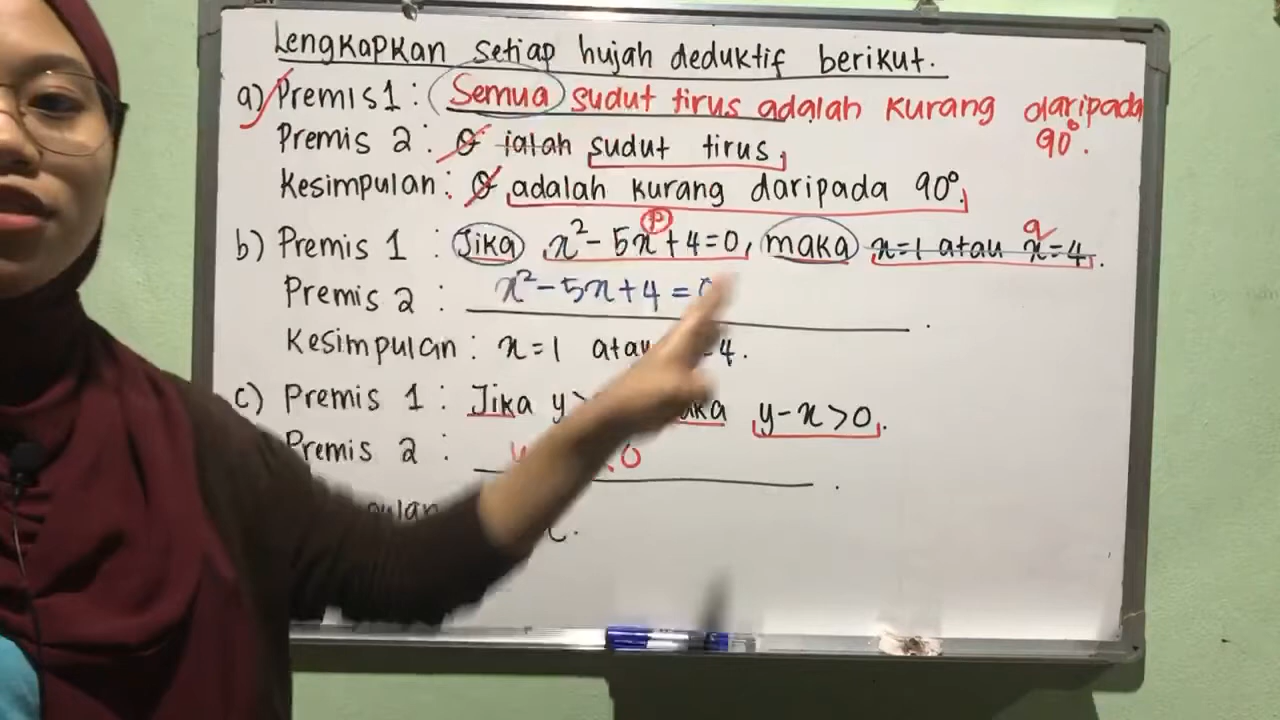 Lengkapkan setiap hujah deduktif berikut.
a) Premis 1 : Semua sudut tirus adalah kurang daripada 90°.
Premis 2 : θ ialah sudut tirus.
Kesimpulan : θ adalah kurang daripada 90°.
p q
b) Premis 1 : Jika x² - 5x + 4 = 0, maka x = 1 atau x = 4.
Premis 2 : x² - 5x + 4 =
Kesimpulan : x = 1 atau 4.
c) Premis 1 : Jika y > y - x > 0.
Premis 2 : 0 .